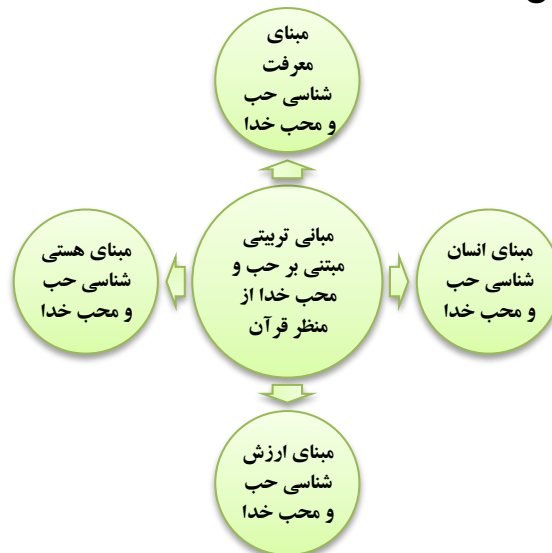 مبنای
معرفت
شناسی حب
و محب خدا
مبنای انسان
شناسی حب
و محب خدا
مبانی تربیتی
مبتنی بر حب و
محب خدا از
منظر قرآن
مبنای هستی
شناسی حب
و محب خدا
مبنای ارزش
شناسی حب
و محب خدا